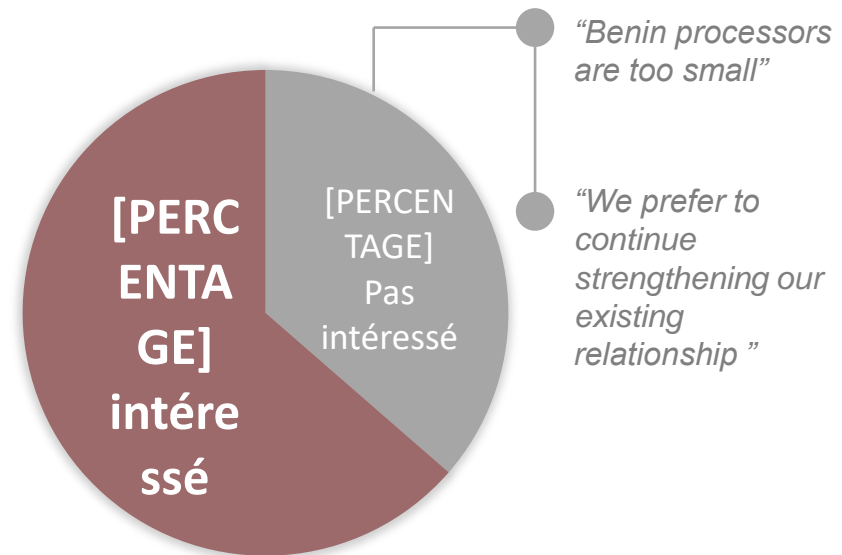 [PERC
ENTA
GE]
intére
ssé
[PERCEN
TAGE]
Pas
intéressé
“Benin processors
are too small”
“We prefer to
continue
strengthening our
existing
relationship ”